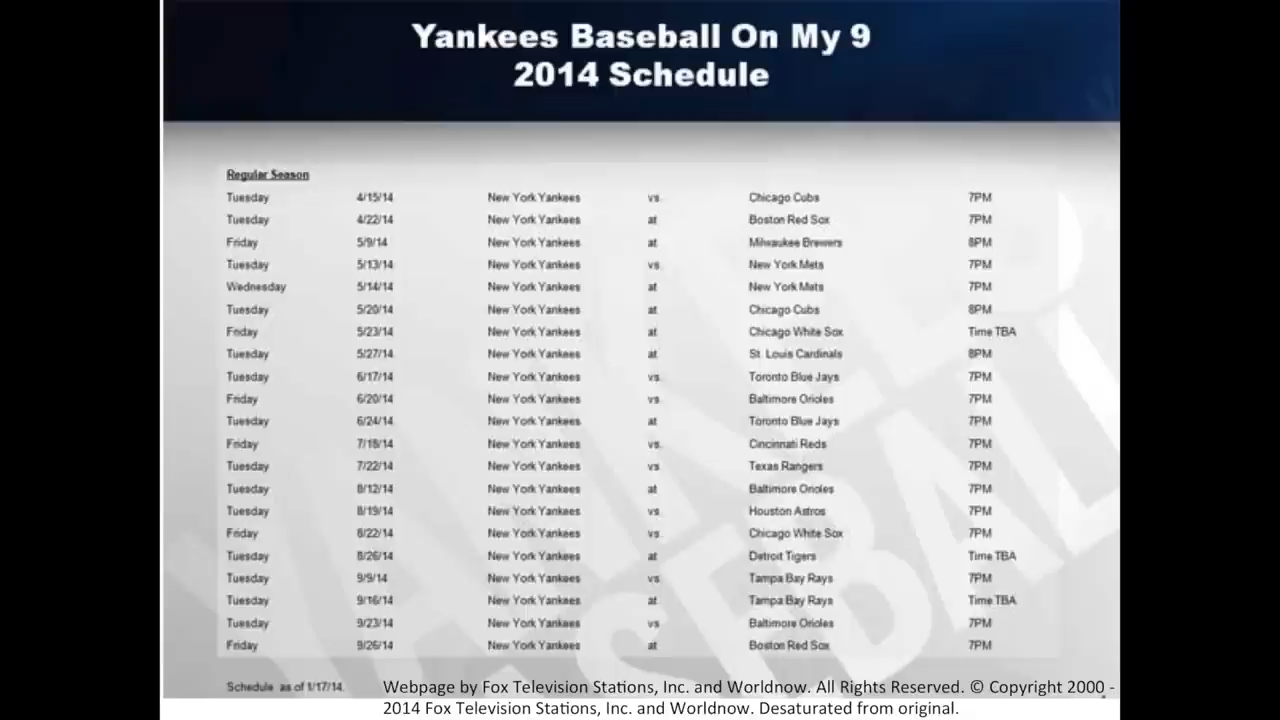 Yankees Baseball On My 9
2014 Schedule
Regular Season
Tuesday 4/15/14 New York Yankees vs. Chicago Cubs 7PM
Tuesday 4/22/14 New York Yankees at Boston Red Sox 7PM
Friday 5/9/14 New York Yankees at Milwaukee Brewers 8PM
Tuesday 5/13/14 New York Yankees vs. New York Mets 7PM
Wednesday 5/14/14 New York Yankees at New York Mets 7PM
Tuesday 5/20/14 New York Yankees at Chicago Cubs 8PM
Friday 5/23/14 New York Yankees at Chicago White Sox Time TBA
Tuesday 5/27/14 New York Yankees at St. Louis Cardinals 8PM
Tuesday 6/17/14 New York Yankees vs. Toronto Blue Jays 7PM
Friday 6/20/14 New York Yankees vs. Baltimore Orioles 7PM
Tuesday 6/24/14 New York Yankees at Toronto Blue Jays 7PM
Friday 7/18/14 New York Yankees vs. Cincinnati Reds 7PM
Tuesday 7/22/14 New York Yankees vs. Texas Rangers 7PM
Tuesday 8/12/14 New York Yankees at Baltimore Orioles 7PM
Tuesday 8/19/14 New York Yankees vs. Houston Astros 7PM
Friday 8/22/14 New York Yankees vs. Chicago White Sox 7PM
Tuesday 8/26/14 New York Yankees at Detroit Tigers Time TBA
Tuesday 9/9/14 New York Yankees vs. Tampa Bay Rays 7PM
Tuesday 9/16/14 New York Yankees at Tampa Bay Rays Time TBA
Tuesday 9/23/14 New York Yankees vs. Baltimore Orioles 7PM
Friday 9/26/14 New York Yankees at Boston Red Sox 7PM
Schedule as of 1/17/14.
Webpage by Fox Television Stations, Inc. and Worldnow. All Rights Reserved. © Copyright 2000 -
2014 Fox Television Stations, Inc. and Worldnow. Desaturated from original.